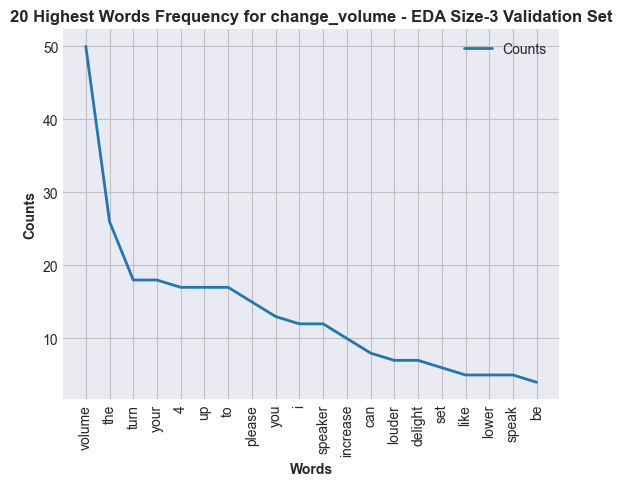 20 Highest Words Frequency for change_volume - EDA Size-3 Validation Set
Counts
50
40
30
20
10
Counts
volume
the
turn
your
4
up
to
please
you
i
speaker
increase
can
louder
delight
set
like
lower
speak
be
Words